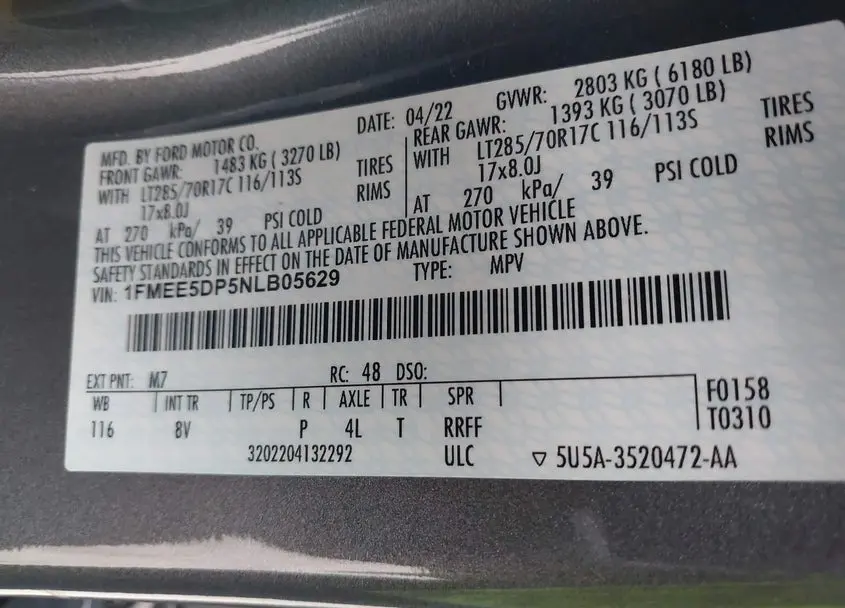 MFD. BY FORD MOTOR CO.
DATE: 04/22
GVWR: 2803 KG ( 6180 LB)
FRONT GAWR: 1483 KG ( 3270 LB)
REAR GAWR: 1393 KG ( 3070 LB)
WITH LT285/70R17C 116/113S TIRES
17x8.0J RIMS
AT 270 kPa/ 39 PSI COLD
WITH LT285/70R17C 116/113S TIRES
17x8.0J RIMS
AT 270 kPa/ 39 PSI COLD
THIS VEHICLE CONFORMS TO ALL APPLICABLE FEDERAL MOTOR VEHICLE
SAFETY STANDARDS IN EFFECT ON THE DATE OF MANUFACTURE SHOWN ABOVE.
VIN: 1FMEE5DP5NLB05629
TYPE: MPV
EXT PNT: M7 RC: 48 DSO:
WB INT TR TP/PS R AXLE TR SPR
116 8V P 4L T RRFF
F0158
T0310
3202204132292 ULC ▽ 5U5A-3520472-AA